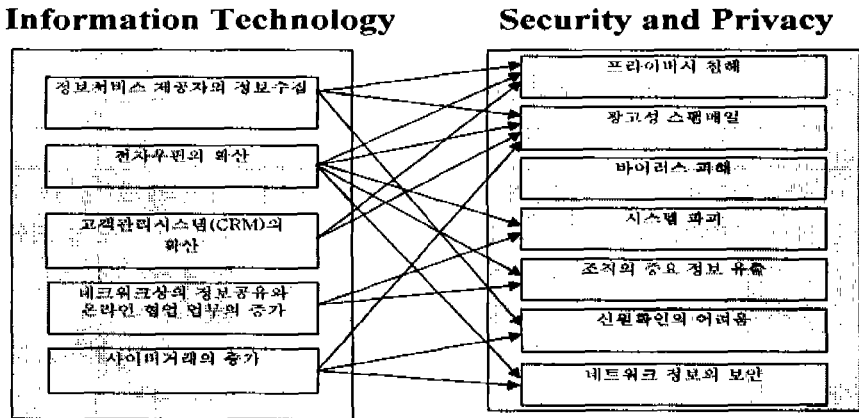 Information Technology
Security and Privacy
정보서비스 제공자의 정보수집
전자우편의 확산
고객관리시스템(CRM)의
확산
네트워크상의 정보공유와
온라인 협업 업무의 증가
사이버거래의 증가
프라이버시 침해
광고성 스팸메일
바이러스 피해
시스템 파괴
조직의 중요 정보 유출
신원확인의 어려움
네트워크 정보의 보안